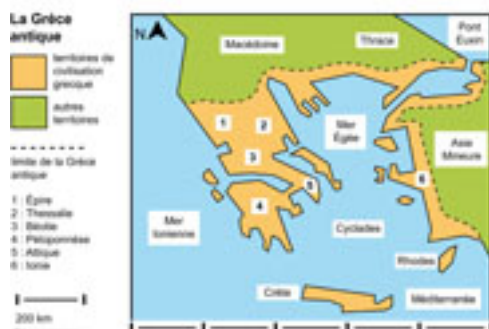 La Grèce
antique
territoires de
civilisation
grecque
autres
territoires
limite de la Grèce
antique
1 : Épire
2 : Thessalie
3 : Béotie
4 : Péloponnèse
5 : Attique
6 : Ionie
200 km
N
Macédoine
Thrace
Pont
Euxin
1
2
3
4
5
6
Mer
Égée
Asie
Mineure
Mer
Ionienne
Cyclades
Rhodes
Crète
Méditerranée